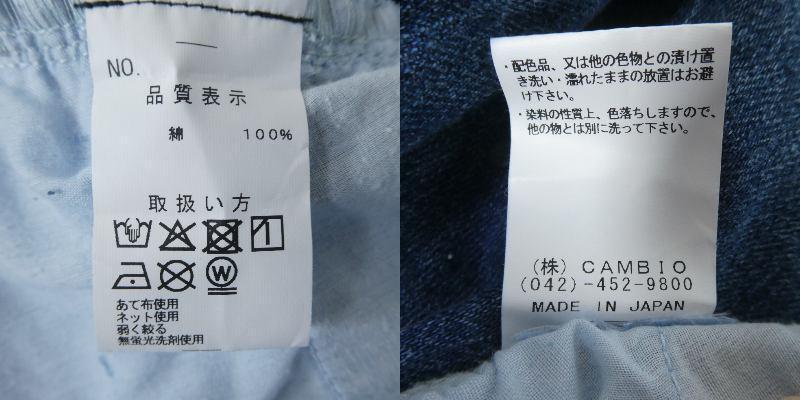 NO.
品質表示
綿 100%
取扱い方
W
あて布使用
ネット使用
弱く絞る
無蛍光洗剤使用
・配色品、又は他の色物との漬け置
き洗い・濡れたままの放置はお避
け下さい。
・染料の性質上、色落ちしますので、
他の物とは別に洗って下さい。
(株) CAMBIO
(042)-452-9800
MADE IN JAPAN